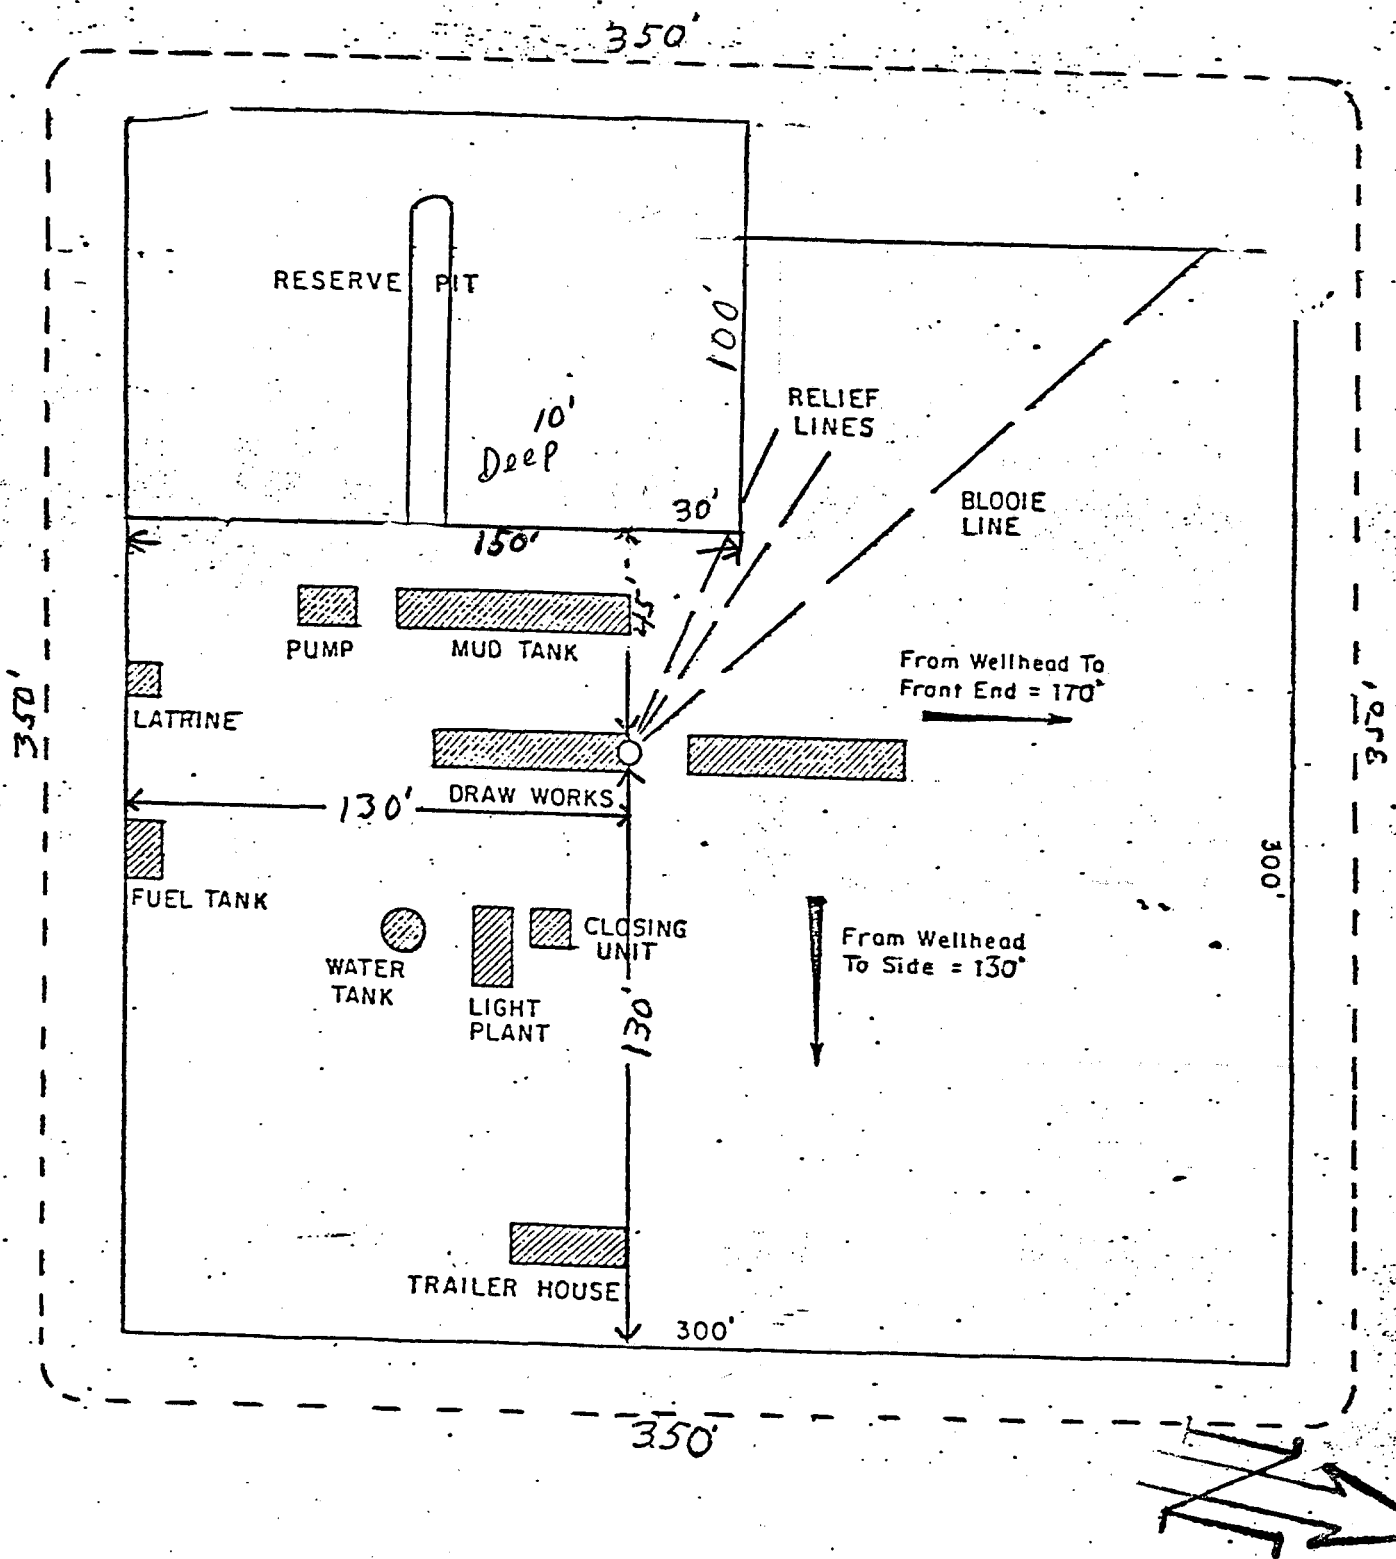 350'
RESERVE PIT
100'
10'
Deep
RELIEF
LINES
30'
150'
BLOOIE
LINE
45'
PUMP
MUD TANK
From Wellhead To
Front End = 170'
LATRINE
350'
350'
130'
DRAW WORKS
300'
FUEL TANK
CLOSING
UNIT
From Wellhead
To Side = 130'
WATER
TANK
LIGHT
PLANT
130'
TRAILER HOUSE
300'
350'
N